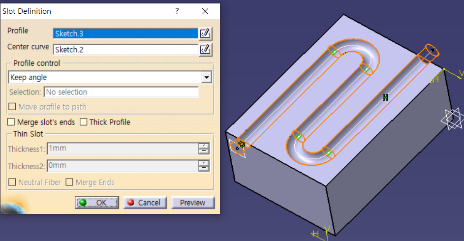 Slot Definition ? X
Profile Sketch.3
Center curve Sketch.2
Profile control
Keep angle
Selection: No selection
Move profile to path
Merge slot's ends Thick Profile
Thin Slot
Thickness1: 1mm
Thickness2: 0mm
Neutral Fiber Merge Ends
OK Cancel Preview
H
V
H